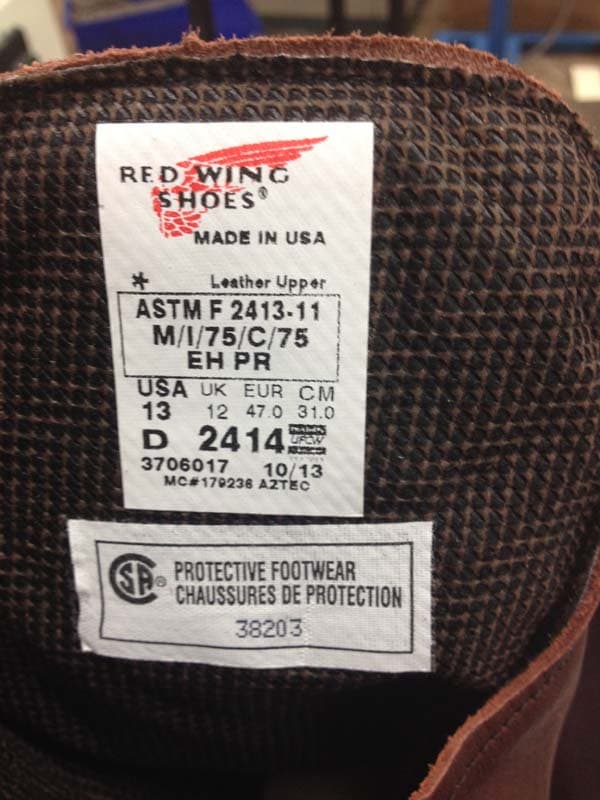 RED WING
SHOES®
MADE IN USA
* Leather Upper
ASTM F 2413-11
M/I/75/C/75
EH PR
USA UK EUR CM
13 12 47.0 31.0
D 2414 UFCW
3706017 10/13
MC#179236 AZTEC
CSA® PROTECTIVE FOOTWEAR
CHAUSSURES DE PROTECTION
38203